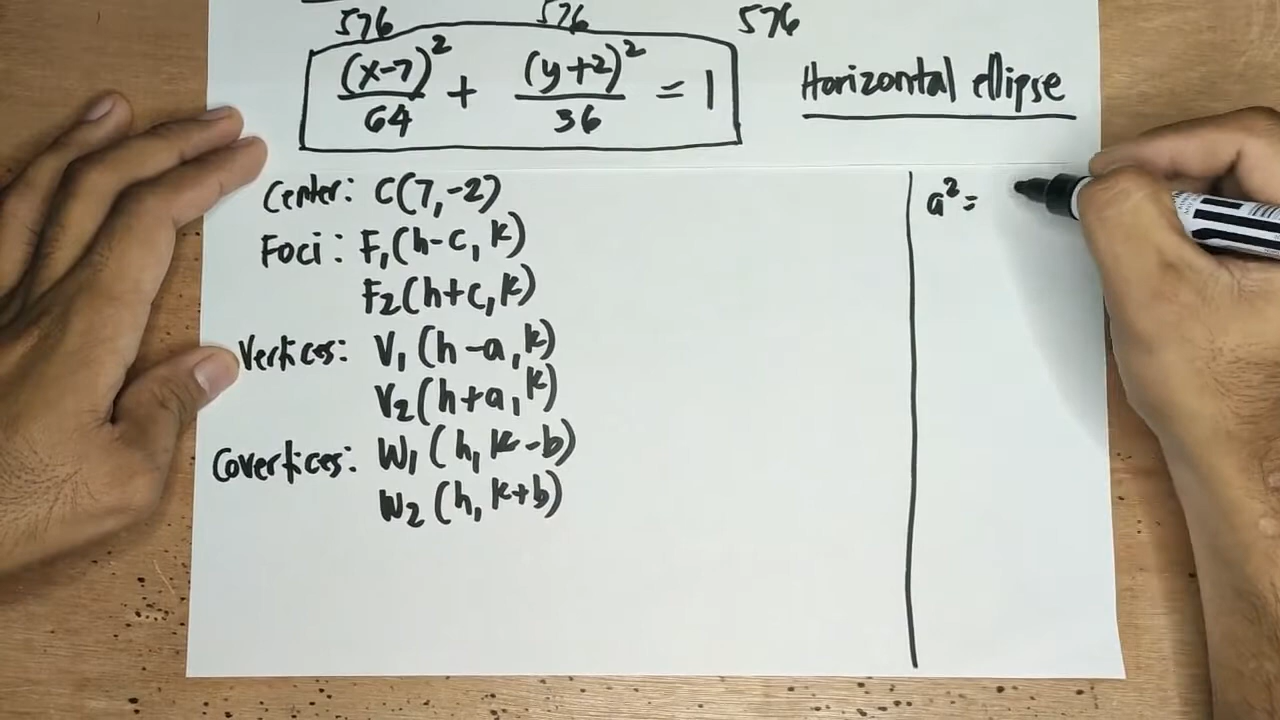 576 576 576
(x-7)²/64 + (y+2)²/36 = 1
Horizontal ellipse
Center: C(7,-2)
Foci: F₁(h-c, k)
F₂(h+c, k)
Vertices: V₁(h-a, k)
V₂(h+a, k)
Covertices: W₁(h, k-b)
W₂(h, k+b)
a² =